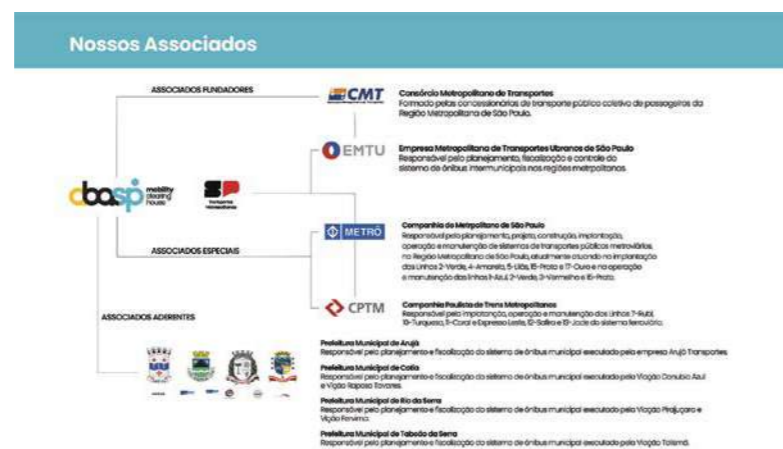 Nossos Associados
ASSOCIADOS FUNDADORES
CMT
Consórcio Metropolitano de Transportes
Formado pelas concessionárias de transporte público coletivo de passageiros da
Região Metropolitana de São Paulo.
EMTU
Empresa Metropolitana de Transportes Ubranos de São Paulo
Responsável pelo planejamento, fiscalização e controle do
sistema de ônibus intermunicipais nas regiões metrpolitanas.
cbasp mobility
clearing
house
SP
Transportes
Metropolitanos
METRÔ
Companhia do Metropolitano de São Paulo
Responsável pelo planejamento, projeto, construção, implantação,
operação e manutenção de sistemas de transportes públicos metroviários,
na Região Metropolitana de São Paulo, atualmente atuando na implantação
das Linhas 2-Verde, 4-Amarela, 5-Lilás, 15-Prata e 17-Ouro e na operação
e manutenção das linhas 1-Azul, 2-Verde, 3-Vermelha e 15-Prata.
ASSOCIADOS ESPECIAIS
CPTM
Companhia Paulista de Trens Metropolitanos
Responsável pela implantação, operação e manutenção das Linhas 7-Rubi,
10-Turquesa, 11-Coral e Expresso Leste, 12-Safira e 13-Jade do sistema ferroviário.
ASSOCIADOS ADERENTES
Prefeitura Municipal de Arujá
Responsável pelo planejamento e fiscalização do sistema de ônibus municipal executado pela empresa Arujá Transportes.
Prefeitura Municipal de Cotia
Responsável pelo planejamento e fiscalização do sistema de ônibus municipal executado pela Viação Danubio Azul
e Viação Raposo Tavares.
Prefeitura Municipal de Rio da Serra
Responsável pelo planejamento e fiscalização do sistema de ônibus municipal executado pela Viação Pirajuçara e
Viação
Prefeitura Municipal de Taboão da Serra
Responsável pelo planejamento e fiscalização do sistema de ônibus municipal executado pela Viação